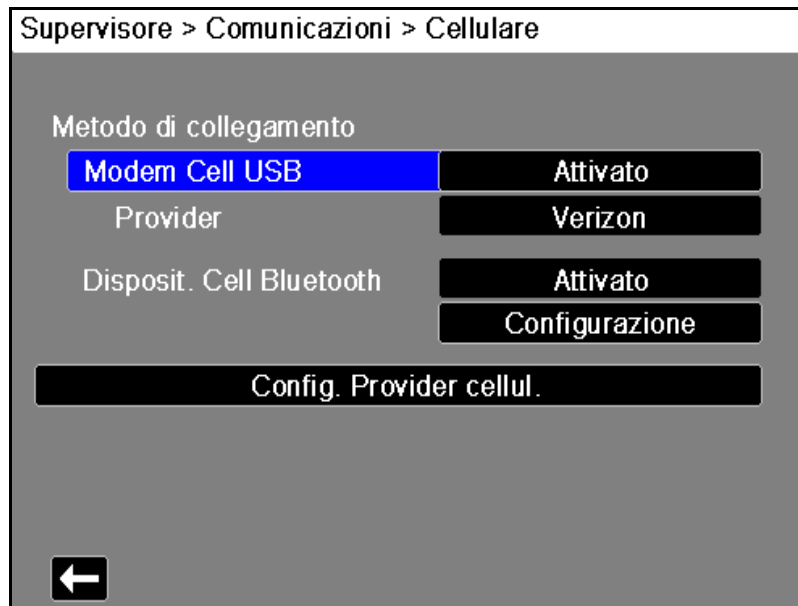 Supervisore > Comunicazioni > Cellulare
Metodo di collegamento
Modem Cell USB Attivato
Provider Verizon
Disposit. Cell Bluetooth Attivato
Configurazione
Config. Provider cellul.